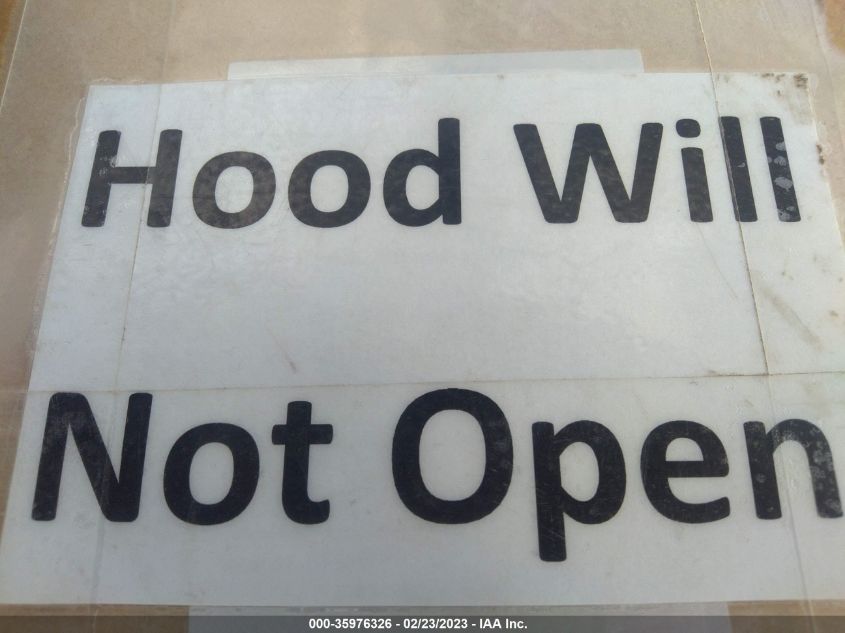 Hood Will
Not Open
000-35976326 - 02/23/2023 - IAA Inc.